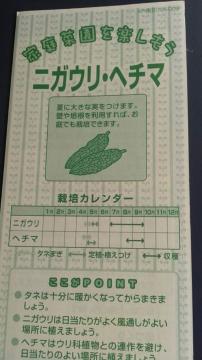 家庭菜園を楽しもう
ニガウリ・ヘチマ
夏に大きな実をつけます。
壁や垣根を利用すれば、お
庭でも栽培できます。
栽培カレンダー
1月 2月 3月 4月 5月 6月 7月 8月 9月 10月 11月 12月
ニガウリ
ヘチマ
タネまき 定植・植えつけ 収穫
ここがPOINT
タネは十分に暖かくなってからまきま
しょう。
ニガウリは日当たりがよく風通しがよい
場所に植えましょう。
ヘチマはウリ科植物との連作を避け、
日当たりのよい場所に植えましょう。